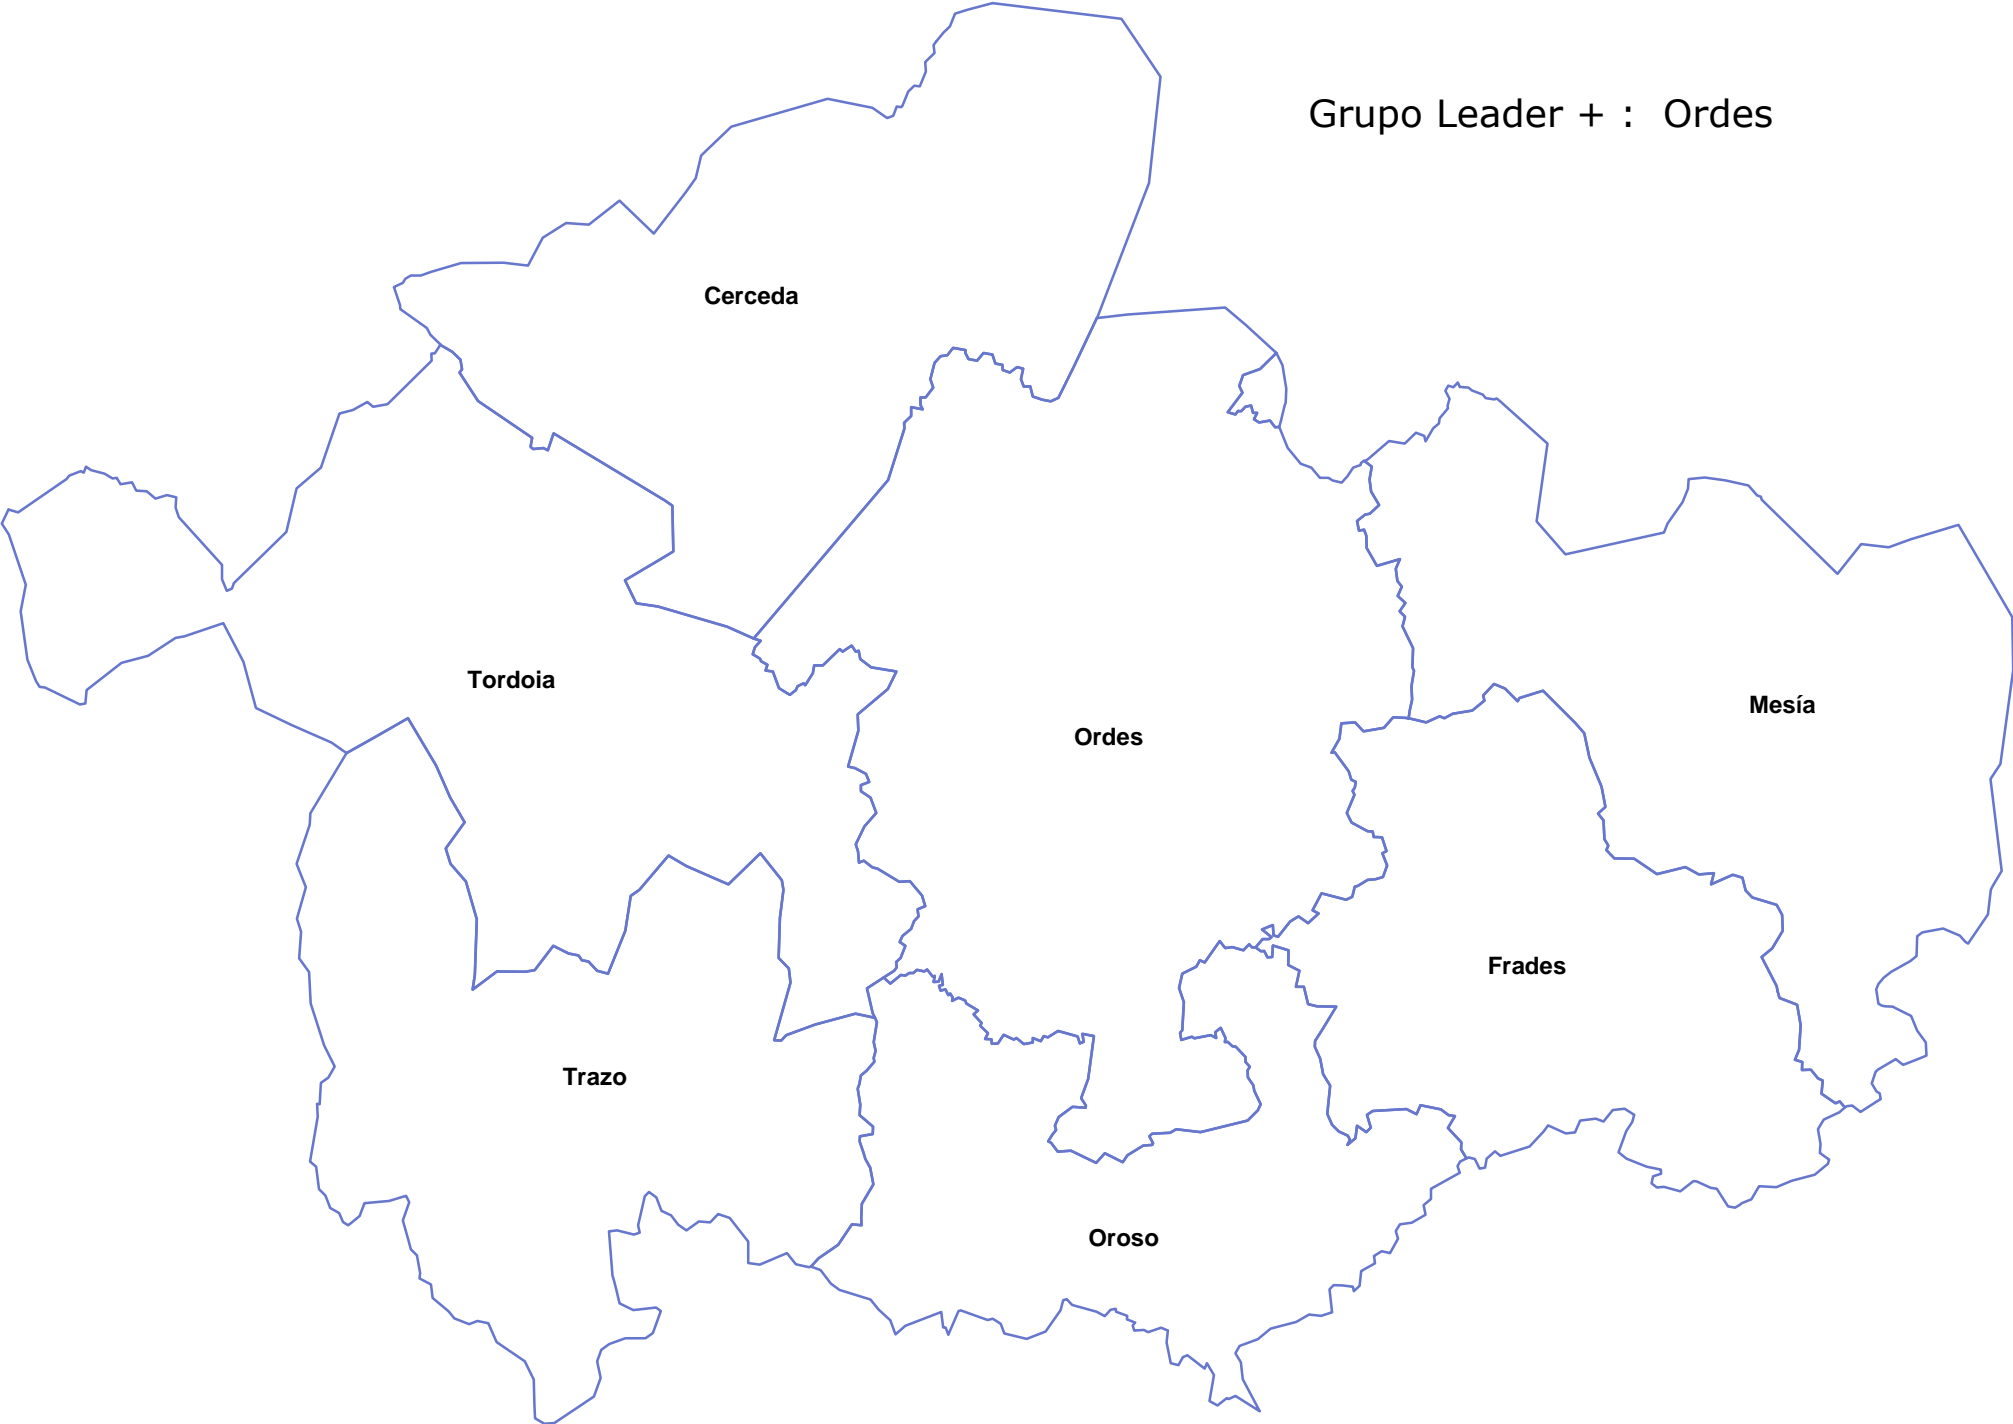 Grupo Leader + : Ordes
Cerceda
Tordoia
Mesía
Ordes
Frades
Trazo
Oroso